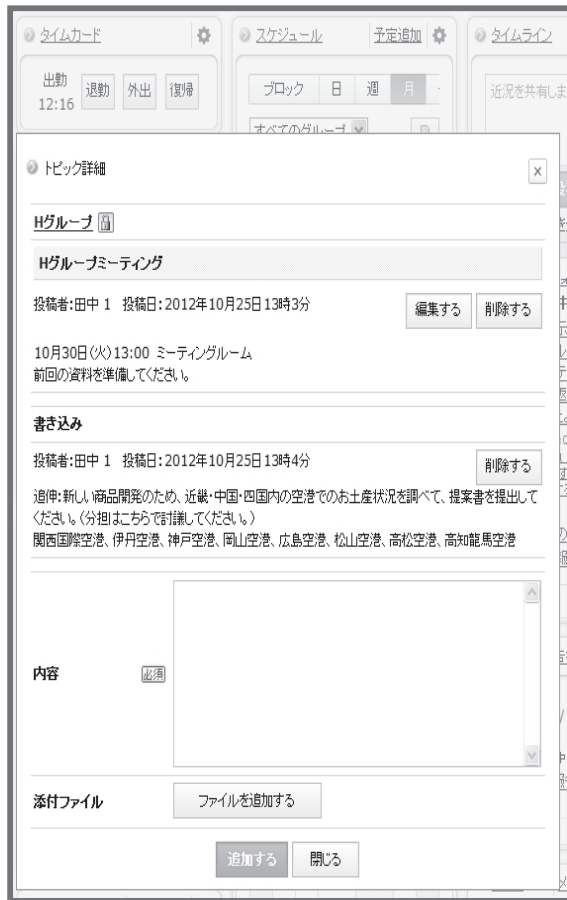 タイムカード
スケジュール 予定追加
タイムライン
出勤 退勤 外出 復帰
12:16
ブロック 日 週 月
近況を共有しま
すべてのグループ
トピック詳細
x
Hグループ
Hグループミーティング
投稿者:田中 1 投稿日:2012年10月25日13時3分 編集する 削除する
10月30日(火)13:00 ミーティングルーム
前回の資料を準備してください。
書き込み
投稿者:田中 1 投稿日:2012年10月25日13時4分 削除する
追伸:新しい商品開発のため、近畿・中国・四国内の空港でのお土産状況を調べて、提案書を提出して
ください。(分担はこちらで討議してください。)
関西国際空港、伊丹空港、神戸空港、岡山空港、広島空港、松山空港、高松空港、高知龍馬空港
内容 必須
添付ファイル ファイルを追加する
追加する 閉じる